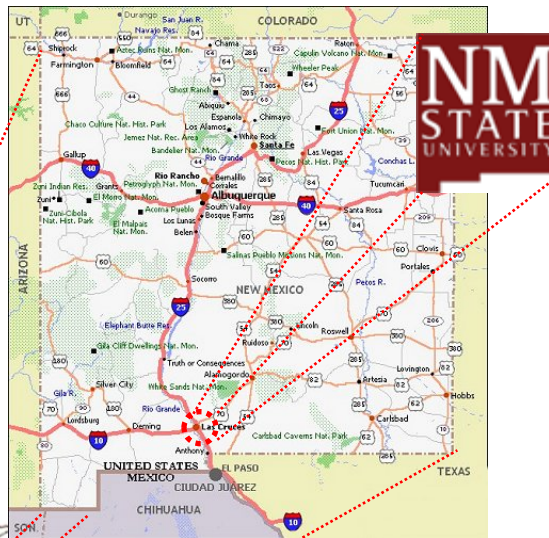 UT
Durango
San Juan R.
COLORADO
Navajo Res.
Aztec Ruins Nat. Mon.
Chama
Raton
Capulin Volcano Nat. Mon.
Shiprock
Farmington
Bloomfield
Wheeler Peak
Taos
Ghost Ranch
Abiquiu
Espanola
Chimayo
Chaco Culture Nat. Hist. Park
Los Alamos
White Rock
Fort Union Nat. Mon.
Jemez Nat. Rec. Area
Santa Fe
Bandelier Nat. Mon.
Las Vegas
Rio Grande
Pecos Nat. Hist. Park
Conchas L.
Gallup
Rio Rancho
Bernalillo
Corrales
Tucumcari
Zuni Indian Res.
Grants
Petroglyph Nat. Mon.
Albuquerque
Zuni
El Morro Nat. Mon.
South Valley
Santa Rosa
Zuni-Cibola
Nat. Hist. Park
Acoma Pueblo
Bosque Farms
Los Lunas
El Malpais
Nat. Mon.
Belen
Clovis
Salinas Pueblo Missions Nat. Mon.
Portales
ARIZONA
Socorro
NEW MEXICO
Pecos R.
Elephant Butte Res.
Lincoln
Roswell
Gila Cliff Dwellings Nat. Mon.
Ruidoso
Truth or Consequences
Alamogordo
Lovington
Silver City
White Sands Nat. Mon.
Artesia
Gila R.
Hobbs
Rio Grande
Lordsburg
Deming
Las Cruces
Carlsbad
Carlsbad Caverns Nat. Park
Anthony
UNITED STATES
MEXICO
EL PASO
TEXAS
CIUDAD JUÁREZ
CHIHUAHUA
SON.
25
40
40
25
10
10
NM
STATE
UNIVERSITY